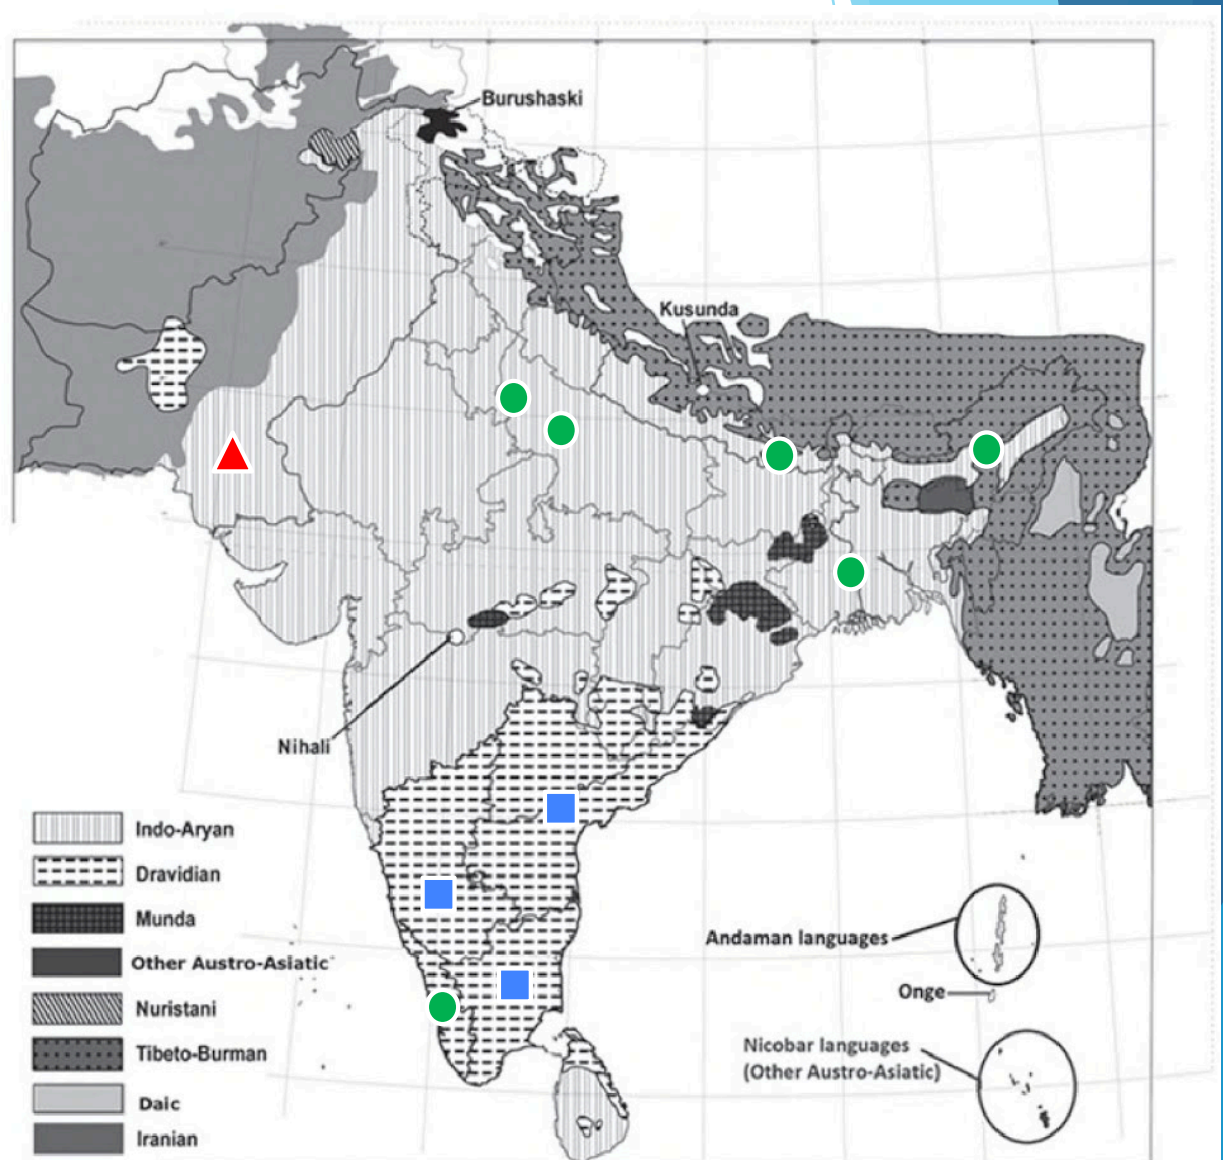 Burushaski
Kusunda
Nihali
Indo-Aryan
Dravidian
Munda
Other Austro-Asiatic
Nuristani
Tibeto-Burman
Daic
Iranian
Andaman languages
Onge
Nicobar languages
(Other Austro-Asiatic)